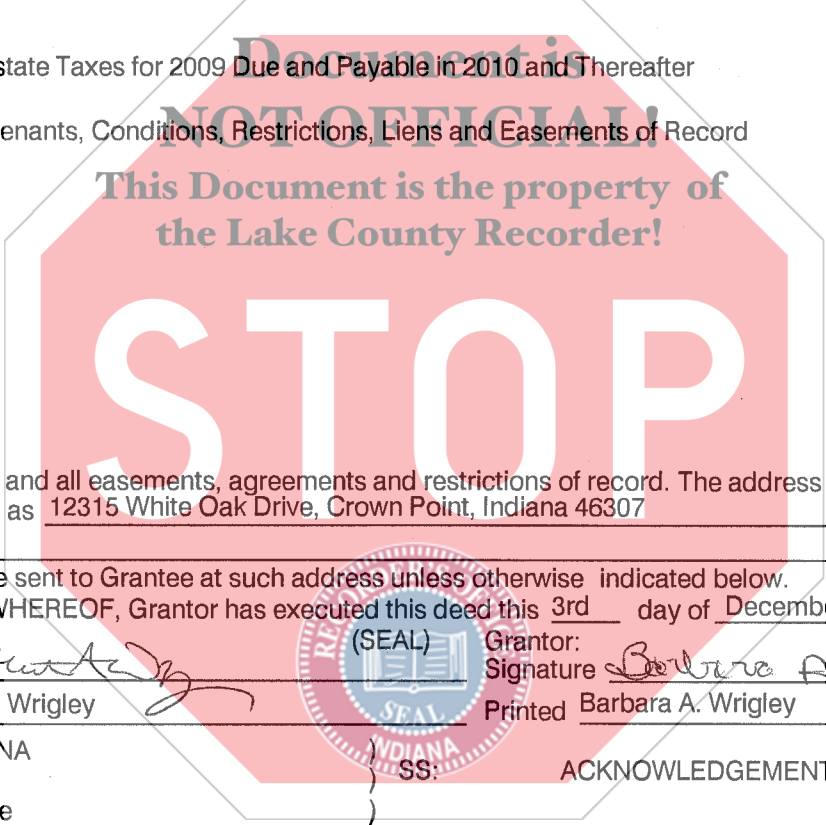 Document is
state Taxes for 2009 Due and Payable in 2010 and Thereafter
NOT OFFICIAL!
enants, Conditions, Restrictions, Liens and Easements of Record
This Document is the property of
the Lake County Recorder!
STOP
and all easements, agreements and restrictions of record. The address
as 12315 White Oak Drive, Crown Point, Indiana 46307
e sent to Grantee at such address unless otherwise indicated below.
WHEREOF, Grantor has executed this deed this 3rd day of Decemb
(SEAL) Grantor:
Signature Barbara A
Wrigley
Printed Barbara A. Wrigley
RECORDER'S OFFICE
SEAL
INDIANA
NA
) SS: ACKNOWLEDGEMENT
)
e